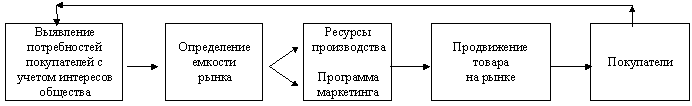 Выявление
потребностей
покупателей с
учетом интересов
общества
Определение
емкости
рынка
Ресурсы
производства
Программа
маркетинга
Продвижение
товара
на рынке
Покупатели